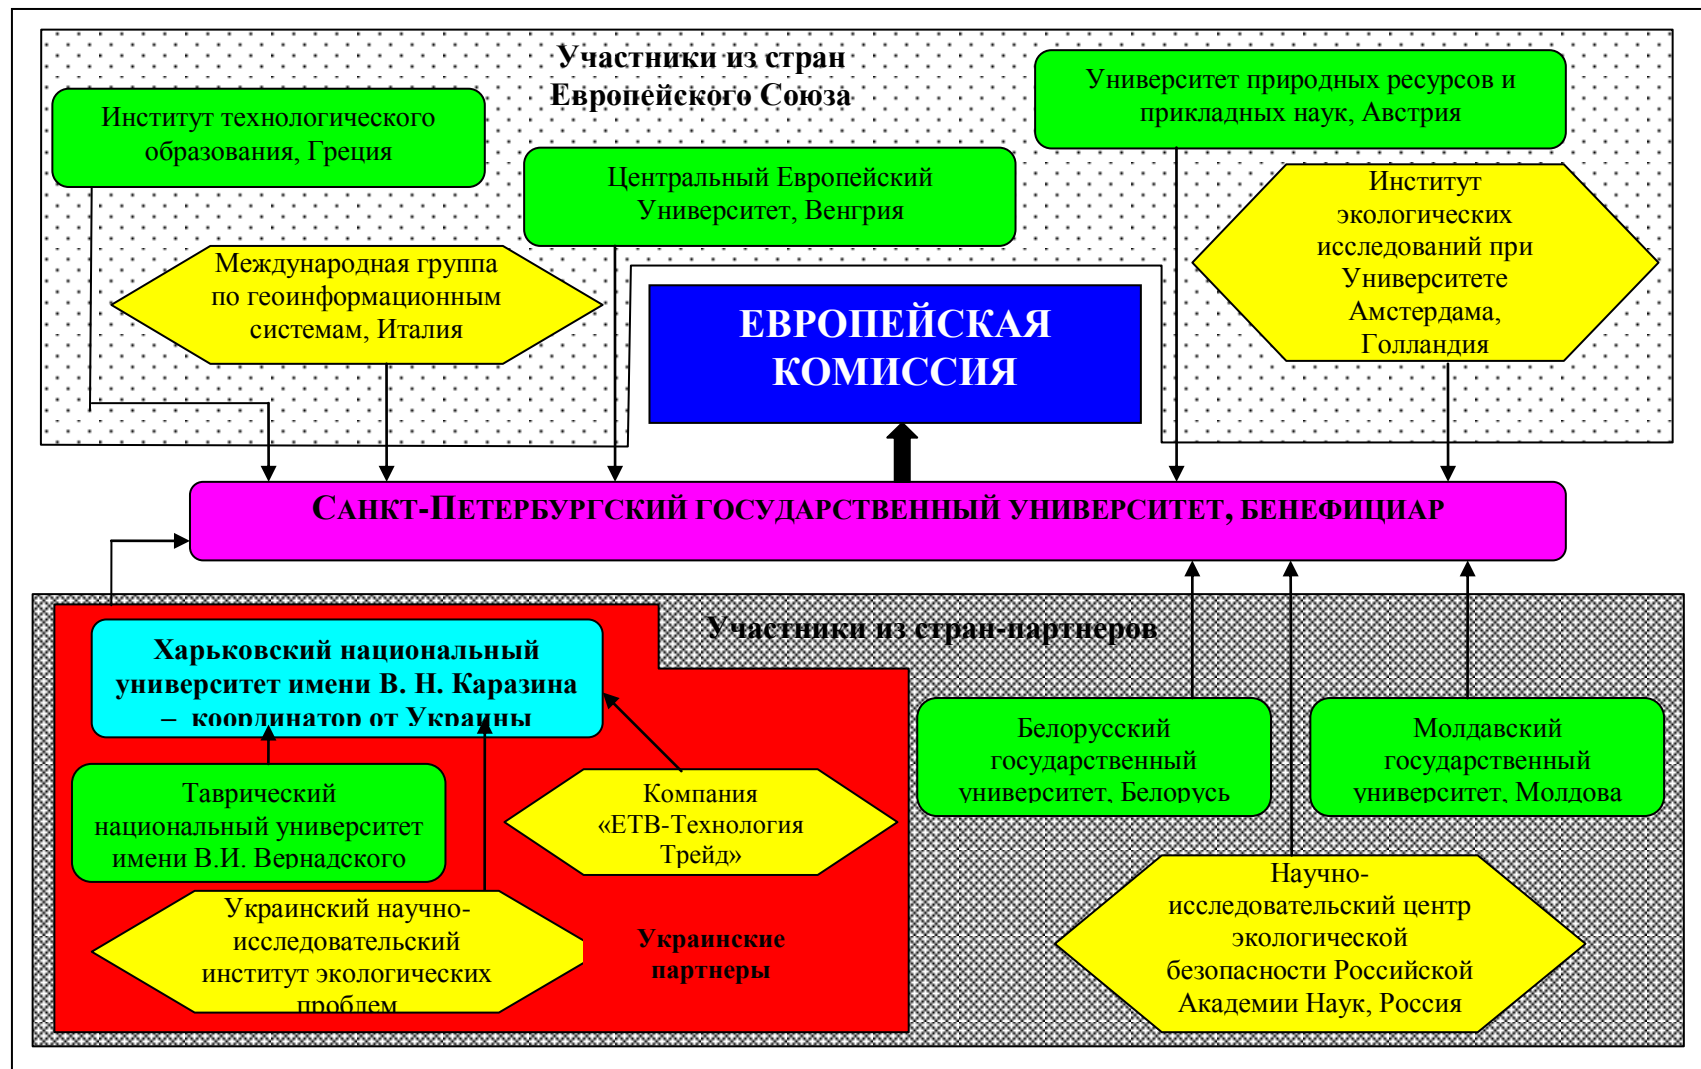 Участники из стран
Европейского Союза
Институт технологического
образования, Греция
Университет природных ресурсов и
прикладных наук, Австрия
Центральный Европейский
Университет, Венгрия
Институт
экологических
исследований при
Университете
Амстердама,
Голландия
Международная группа
по геоинформационным
системам, Италия
ЕВРОПЕЙСКАЯ
КОМИССИЯ
САНКТ-ПЕТЕРБУРГСКИЙ ГОСУДАРСТВЕННЫЙ УНИВЕРСИТЕТ, БЕНЕФИЦИАР
Участники из стран-партнеров
Харьковский национальный
университет имени В. Н. Каразина
– координатор от Украины
Таврический
национальный университет
имени В.И. Вернадского
Компания
«ЕТВ-Технология
Трейд»
Украинский научно-
исследовательский
институт экологических
проблем
Украинские
партнеры
Белорусский
государственный
университет, Белорусь
Молдавский
государственный
университет, Молдова
Научно-
исследовательский центр
экологической
безопасности Российской
Академии Наук, Россия